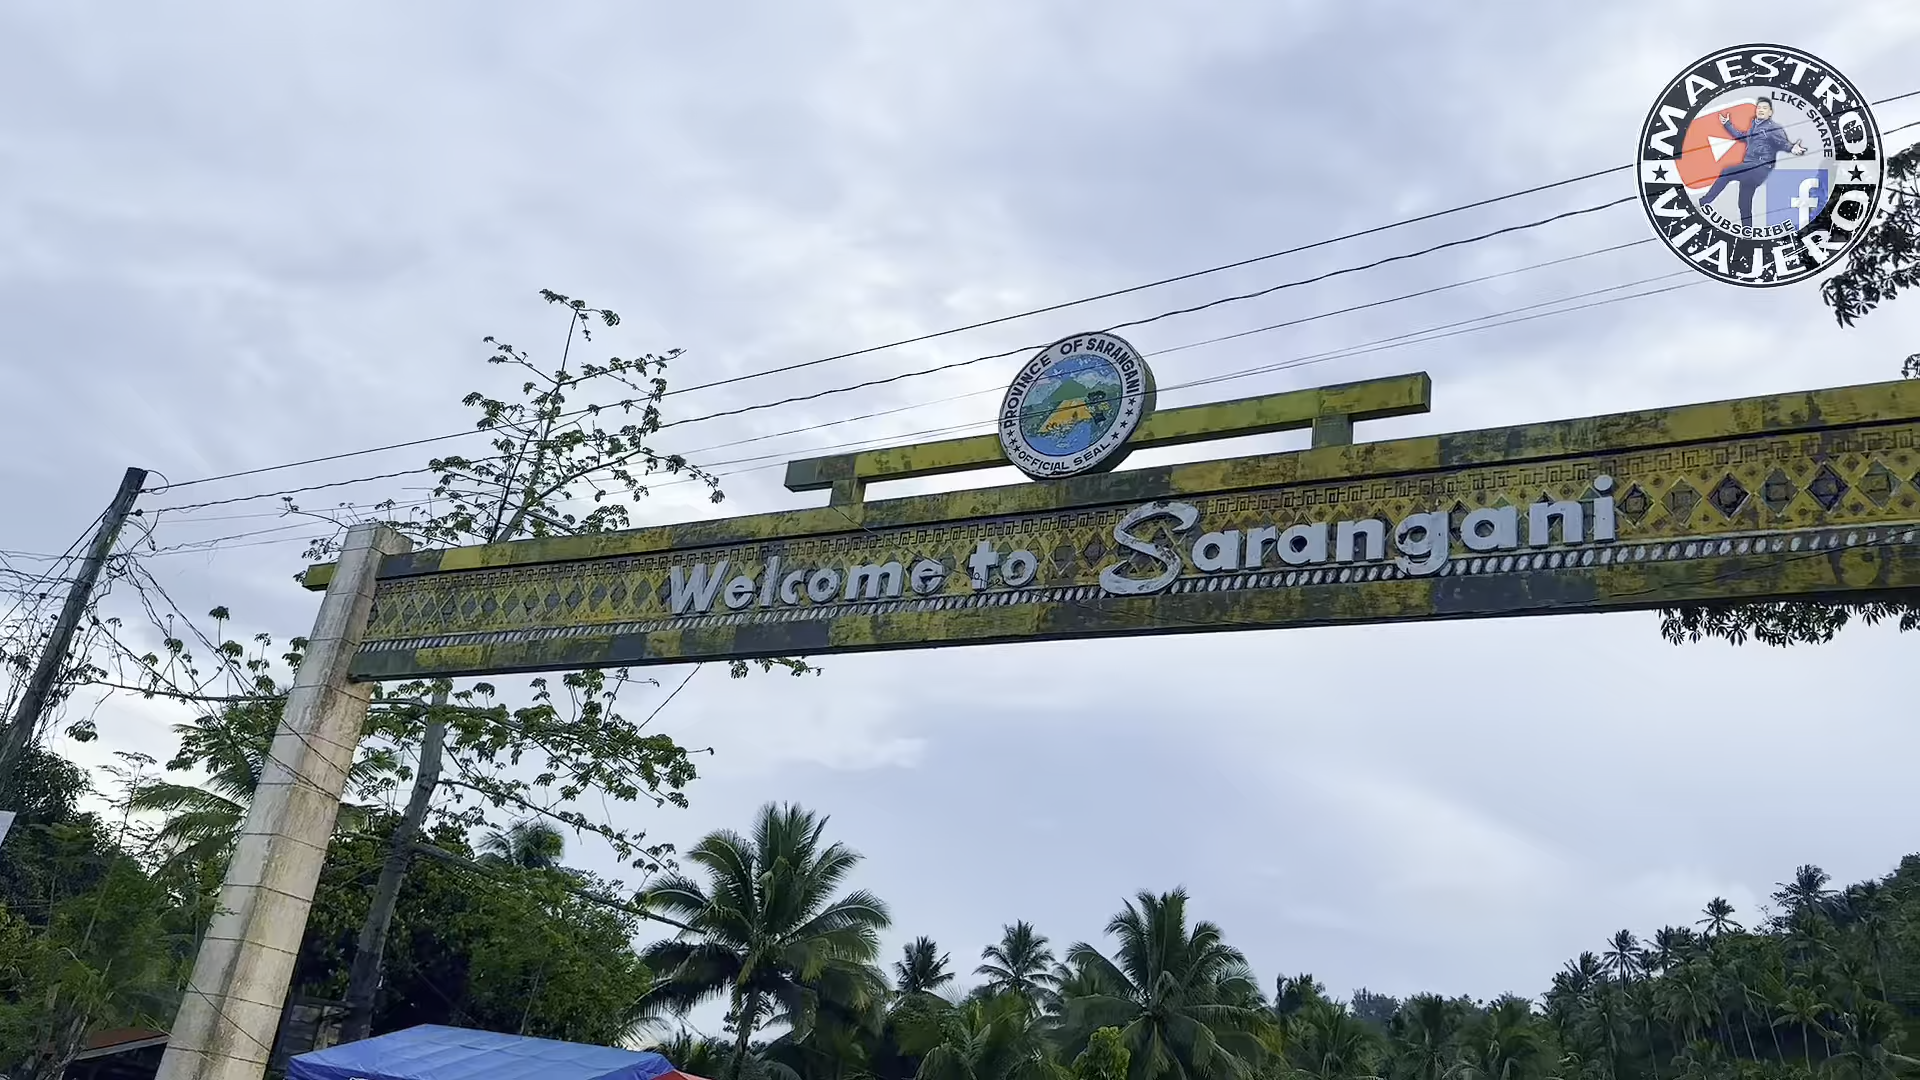 MAESTRO
LIKE SHARE
f
SUBSCRIBE
VIAJERO
PROVINCE OF SARANGANI
OFFICIAL SEAL
Welcome to Sarangani